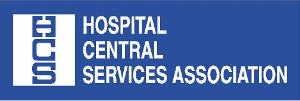 HCS
HOSPITAL
CENTRAL
SERVICES ASSOCIATION